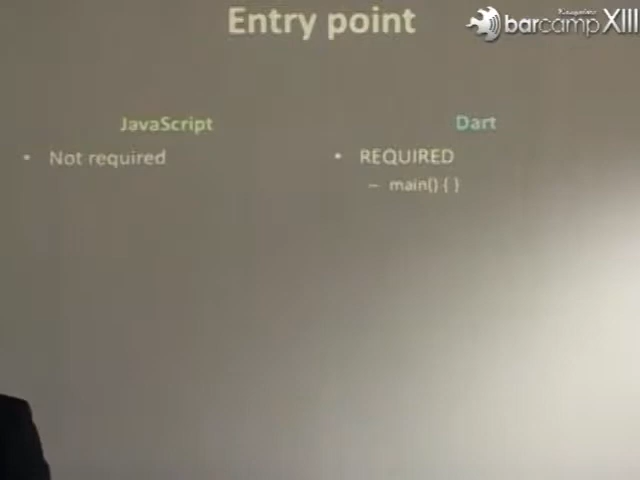 Entry point
barcamp XIII
JavaScript
• Not required
Dart
• REQUIRED
– main() { }